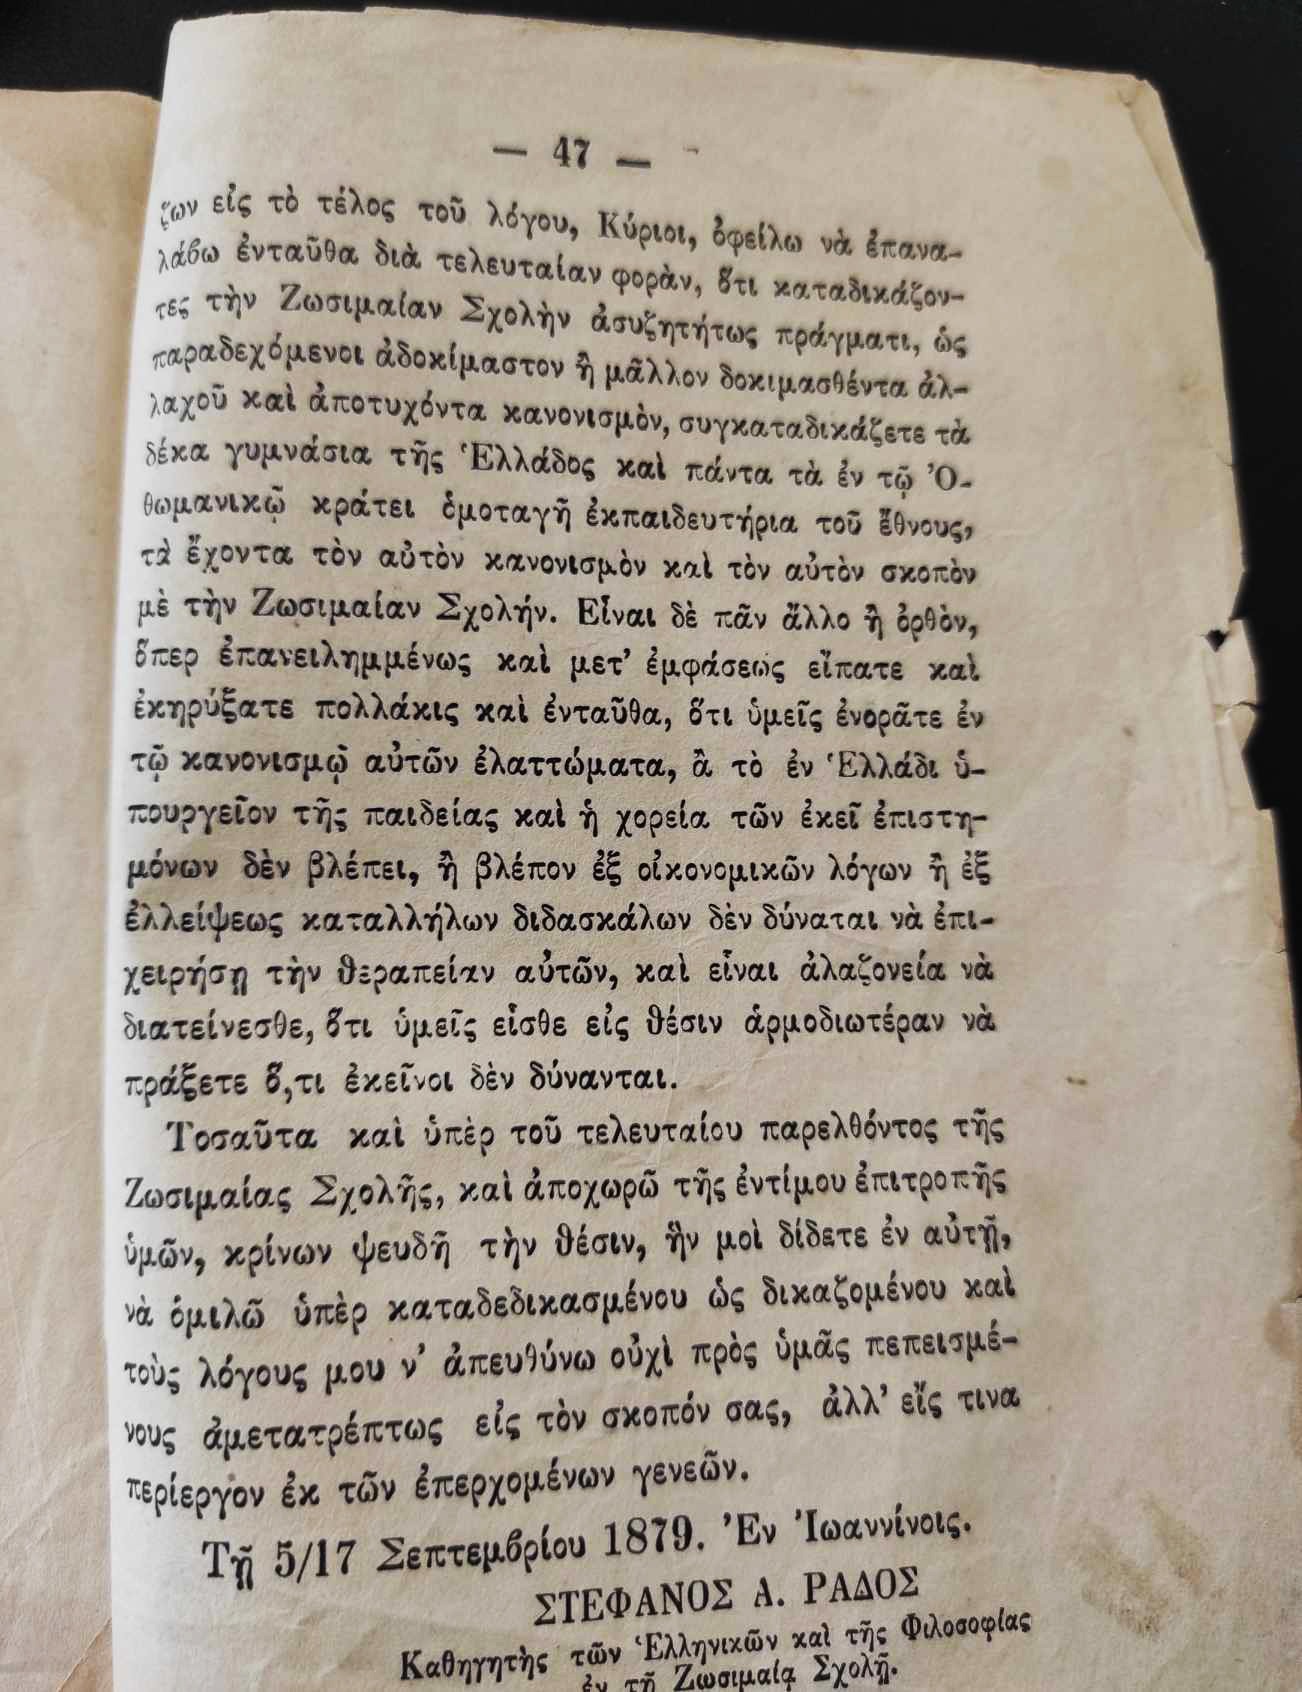 — 47 —
ζων εἰς τὸ τέλος τοῦ λόγου, Κύριοι, ὀφείλω νὰ ἐπανα-
λάβω ἐνταῦθα διὰ τελευταίαν φορὰν, ὅτι καταδικάζον-
τες τὴν Ζωσιμαίαν Σχολὴν ἀσυζητήτως πράγματι, ὡς
παραδεχόμενοι ἀδοκίμαστον ἢ μᾶλλον δοκιμασθέντα ἀλ-
λαχοῦ καὶ ἀποτυχόντα κανονισμὸν, συγκαταδικάζετε τὰ
δέκα γυμνάσια τῆς Ἑλλάδος καὶ πάντα τὰ ἐν τῷ Ὀ-
θωμανικῷ κράτει ὁμοταγῆ ἐκπαιδευτήρια τοῦ ἔθνους,
τὰ ἔχοντα τὸν αὐτὸν κανονισμὸν καὶ τὸν αὐτὸν σκοπὸν
μὲ τὴν Ζωσιμαίαν Σχολήν. Εἶναι δὲ πᾶν ἄλλο ἢ ὀρθὸν,
ὅπερ ἐπανειλημμένως καὶ μετ’ ἐμφάσεως εἴπατε καὶ
ἐκηρύξατε πολλάκις καὶ ἐνταῦθα, ὅτι ὑμεῖς ἐνορᾶτε ἐν
τῷ κανονισμῷ αὐτῶν ἐλαττώματα, ἃ τὸ ἐν Ἑλλάδι ὑ-
πουργεῖον τῆς παιδείας καὶ ἡ χορεία τῶν ἐκεῖ ἐπιστη-
μόνων δὲν βλέπει, ἢ βλέπον ἐξ οἰκονομικῶν λόγων ἢ ἐξ
ἐλλείψεως καταλλήλων διδασκάλων δὲν δύναται νὰ ἐπι-
χειρήσῃ τὴν θεραπείαν αὐτῶν, καὶ εἶναι ἀλαζονεία νὰ
διατείνεσθε, ὅτι ὑμεῖς εἶσθε εἰς θέσιν ἁρμοδιωτέραν νὰ
πράξετε ὅ,τι ἐκεῖνοι δὲν δύνανται.
Τοσαῦτα καὶ ὑπὲρ τοῦ τελευταίου παρελθόντος τῆς
Ζωσιμαίας Σχολῆς, καὶ ἀποχωρῶ τῆς ἐντίμου ἐπιτροπῆς
ὑμῶν, κρίνων ψευδῆ τὴν θέσιν, ἣν μοὶ δίδετε ἐν αὐτῇ,
νὰ ὁμιλῶ ὑπὲρ καταδεδικασμένου ὡς δικαζομένου καὶ
τοὺς λόγους μου ν’ ἀπευθύνω οὐχὶ πρὸς ὑμᾶς πεπεισμέ-
νους ἀμετατρέπτως εἰς τὸν σκοπόν σας, ἀλλ’ εἴς τινα
περίεργον ἐκ τῶν ἐπερχομένων γενεῶν.
Τῇ 5/17 Σεπτεμβρίου 1879. Ἐν Ἰωαννίνοις.
ΣΤΕΦΑΝΟΣ Α. ΡΑΔΟΣ
Καθηγητὴς τῶν Ἑλληνικῶν καὶ τῆς Φιλοσοφίας
ἐν τῇ Ζωσιμαίᾳ Σχολῇ.